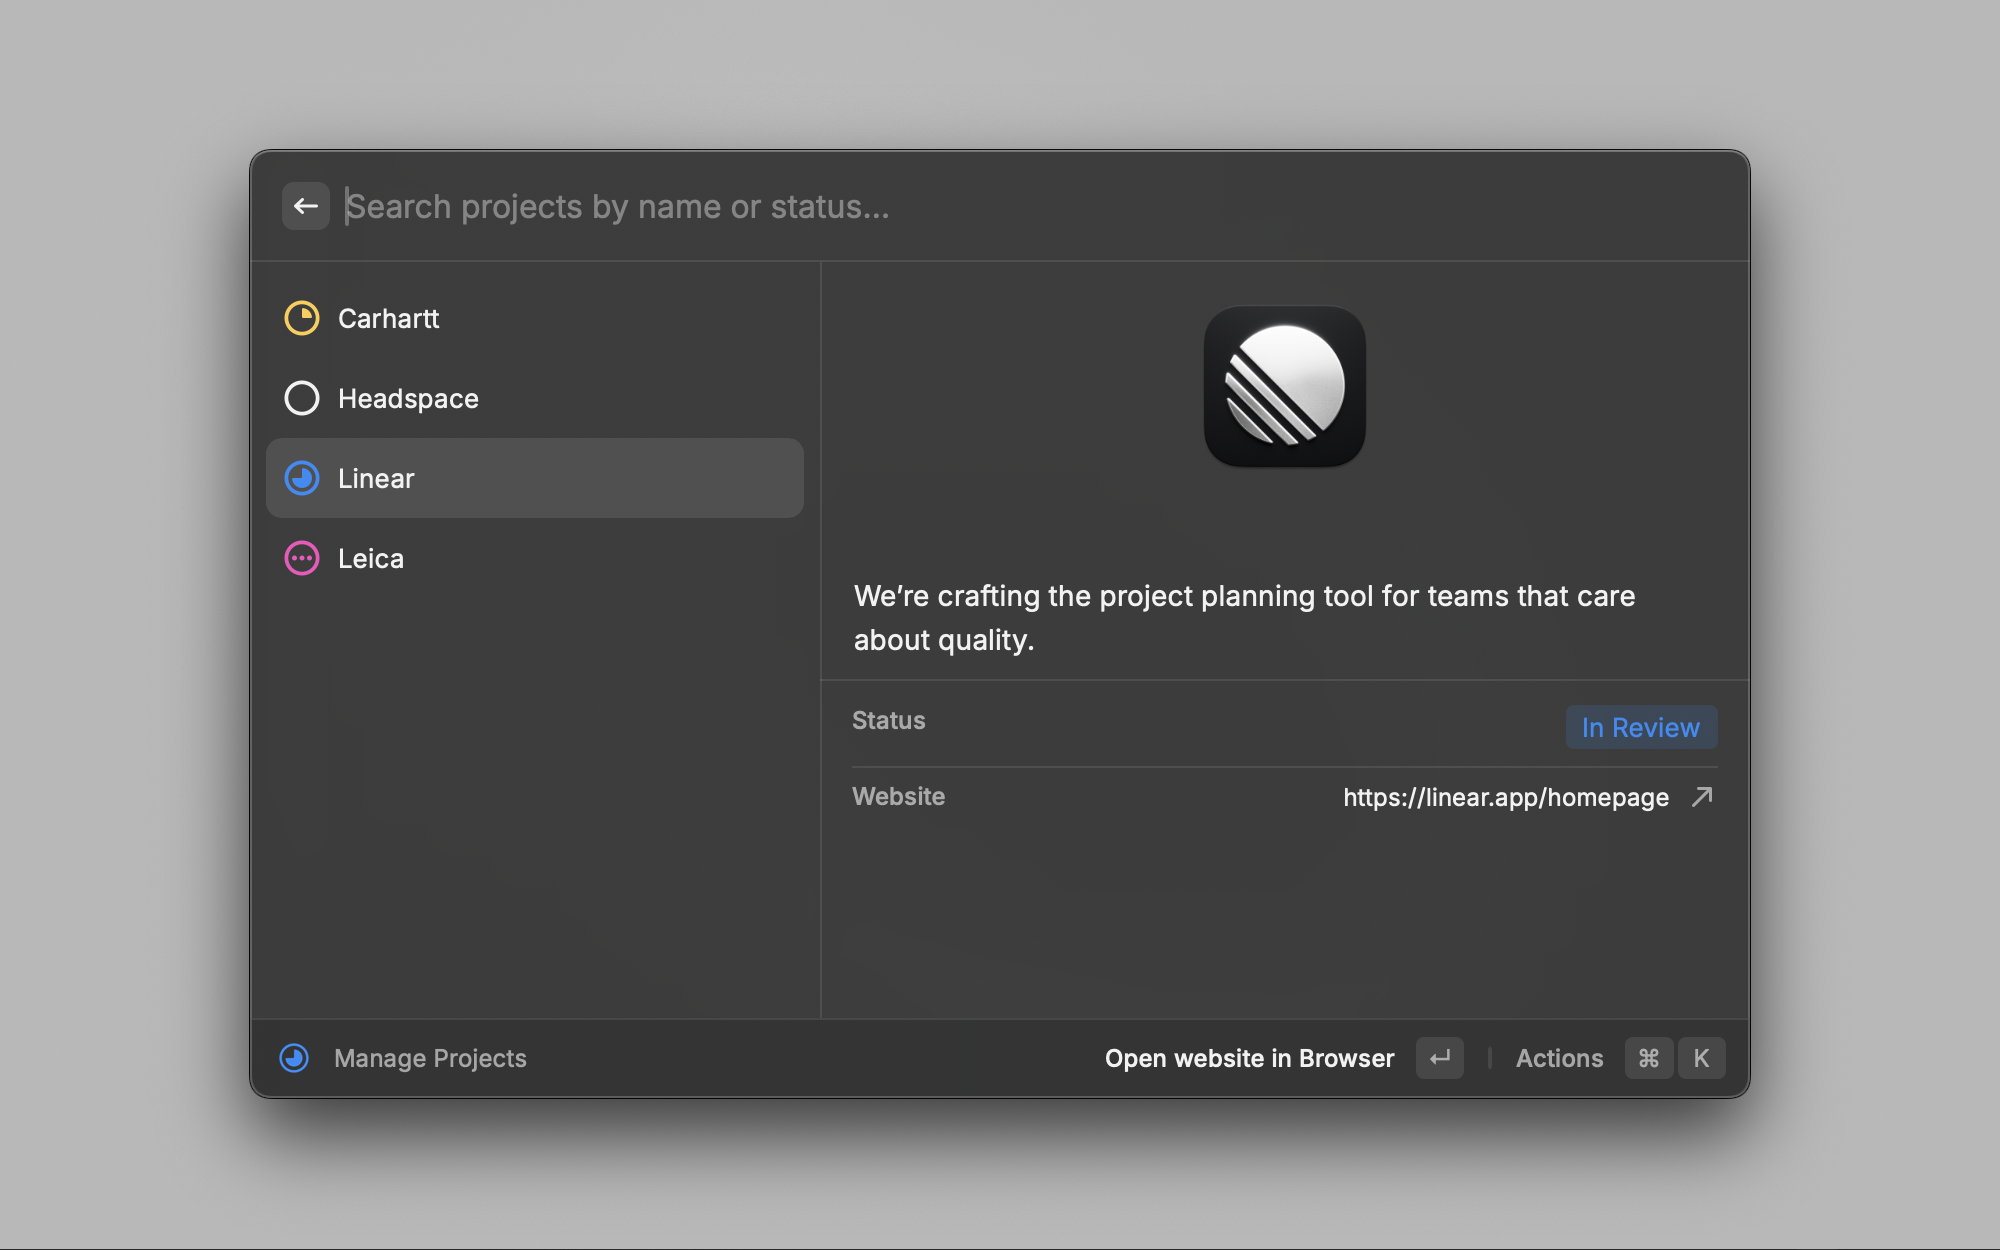 Search projects by name or status...
Carhartt
Headspace
Linear
Leica
We’re crafting the project planning tool for teams that care
about quality.
Status
In Review
Website
https://linear.app/homepage
Manage Projects
Open website in Browser
Actions ⌘ K